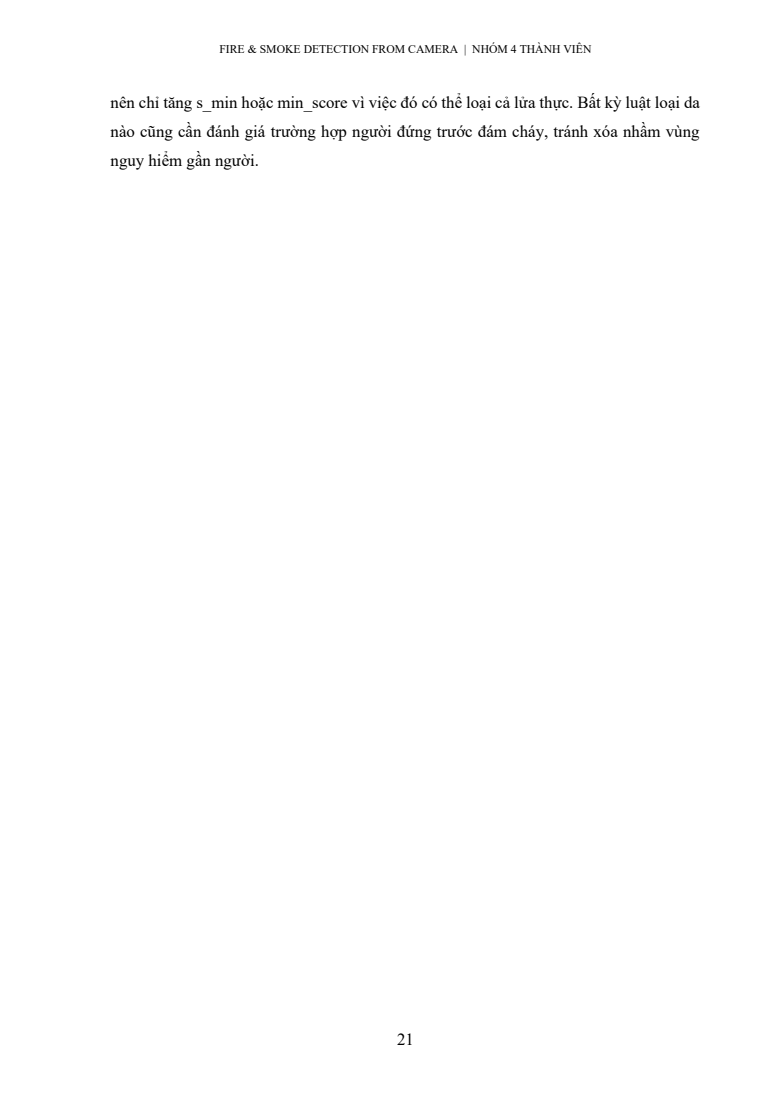 FIRE & SMOKE DETECTION FROM CAMERA | NHÓM 4 THÀNH VIÊN
nên chỉ tăng s_min hoặc min_score vì việc đó có thể loại cả lửa thực. Bất kỳ luật loại da
nào cũng cần đánh giá trường hợp người đứng trước đám cháy, tránh xóa nhầm vùng
nguy hiểm gần người.
21